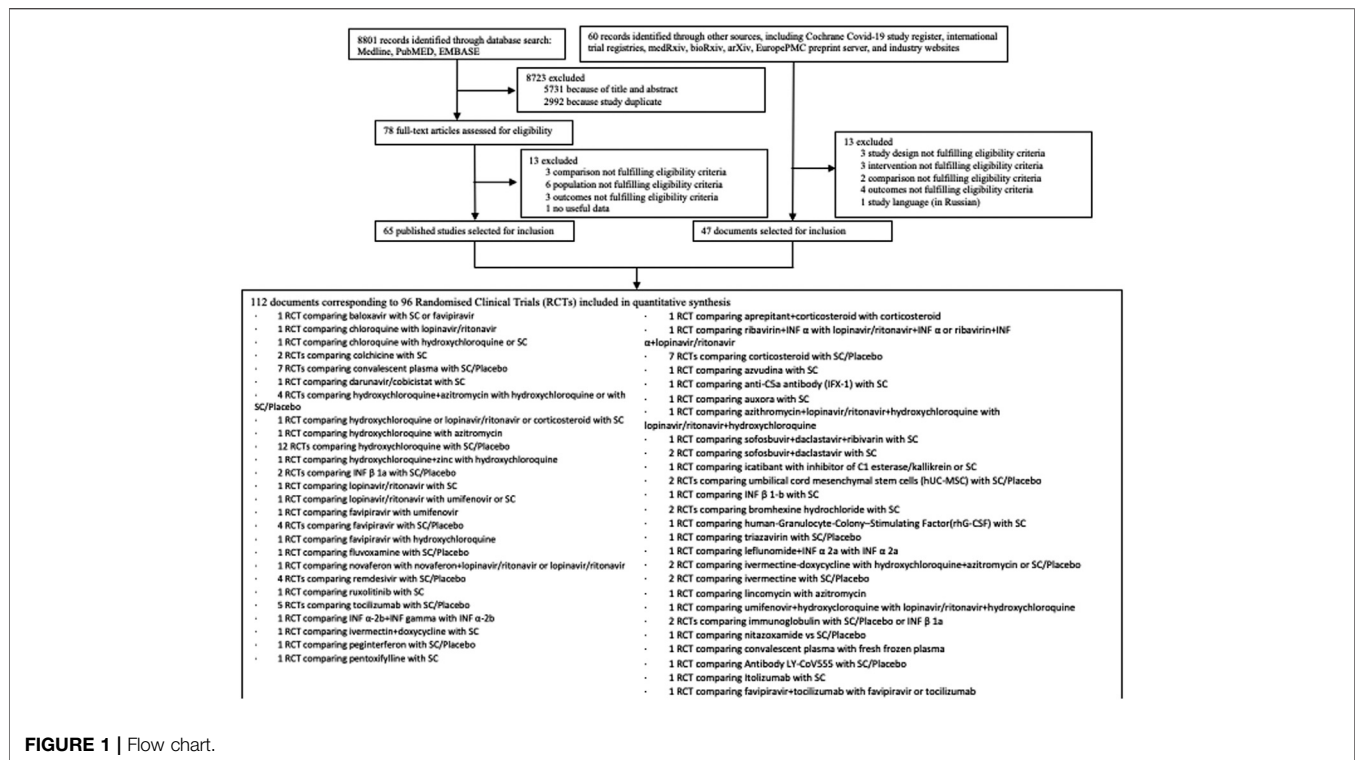 8801 records identified through database search:
Medline, PubMED, EMBASE
60 records identified through other sources, including Cochrane Covid-19 study register, international
trial registries, medRxiv, bioRxiv, arXiv, EuropePMC preprint server, and industry websites
8723 excluded
5731 because of title and abstract
2992 because study duplicate
78 full-text articles assessed for eligibility
13 excluded
3 comparison not fulfilling eligibility criteria
6 population not fulfilling eligibility criteria
3 outcomes not fulfilling eligibility criteria
1 no useful data
13 excluded
3 study design not fulfilling eligibility criteria
3 intervention not fulfilling eligibility criteria
2 comparison not fulfilling eligibility criteria
4 outcomes not fulfilling eligibility criteria
1 study language (in Russian)
65 published studies selected for inclusion
47 documents selected for inclusion
112 documents corresponding to 96 Randomised Clinical Trials (RCTs) included in quantitative synthesis
· 1 RCT comparing baloxavir with SC or favipiravir
· 1 RCT comparing chloroquine with lopinavir/ritonavir
· 1 RCT comparing chloroquine with hydroxychloroquine or SC
· 2 RCTs comparing colchicine with SC
· 7 RCTs comparing convalescent plasma with SC/Placebo
· 1 RCT comparing darunavir/cobicistat with SC
· 4 RCTs comparing hydroxychloroquine+azitromycin with hydroxychloroquine or with
SC/Placebo
· 1 RCT comparing hydroxychloroquine or lopinavir/ritonavir or corticosteroid with SC
· 1 RCT comparing hydroxychloroquine with azitromycin
· 12 RCTs comparing hydroxychloroquine with SC/Placebo
· 1 RCT comparing hydroxychloroquine+zinc with hydroxychloroquine
· 2 RCTs comparing INF β 1a with SC/Placebo
· 1 RCT comparing lopinavir/ritonavir with SC
· 1 RCT comparing lopinavir/ritonavir with umifenovir or SC
· 1 RCT comparing favipiravir with umifenovir
· 4 RCTs comparing favipiravir with SC/Placebo
· 1 RCT comparing favipiravir with hydroxychloroquine
· 1 RCT comparing fluvoxamine with SC/Placebo
· 1 RCT comparing novaferon with novaferon+lopinavir/ritonavir or lopinavir/ritonavir
· 4 RCTs comparing remdesivir with SC/Placebo
· 1 RCT comparing ruxolitinib with SC
· 5 RCTs comparing tocilizumab with SC/Placebo
· 1 RCT comparing INF α-2b+INF gamma with INF α-2b
· 1 RCT comparing ivermectin+doxycycline with SC
· 1 RCT comparing peginterferon with SC/Placebo
· 1 RCT comparing pentoxifylline with SC
· 1 RCT comparing aprepitant+corticosteroid with corticosteroid
· 1 RCT comparing ribavirin+INF α with lopinavir/ritonavir+INF α or ribavirin+INF
α+lopinavir/ritonavir
· 7 RCTs comparing corticosteroid with SC/Placebo
· 1 RCT comparing azvudina with SC
· 1 RCT comparing anti-C5a antibody (IFX-1) with SC
· 1 RCT comparing auxora with SC
· 1 RCT comparing azithromycin+lopinavir/ritonavir+hydroxychloroquine with
lopinavir/ritonavir+hydroxychloroquine
· 1 RCT comparing sofosbuvir+daclastavir+ribivarin with SC
· 2 RCT comparing sofosbuvir+daclastavir with SC
· 1 RCT comparing icatibant with inhibitor of C1 esterase/kallikrein or SC
· 2 RCTs comparing umbilical cord mesenchymal stem cells (hUC-MSC) with SC/Placebo
· 1 RCT comparing INF β 1-b with SC
· 2 RCTs comparing bromhexine hydrochloride with SC
· 1 RCT comparing human-Granulocyte-Colony–Stimulating Factor(rhG-CSF) with SC
· 1 RCT comparing triazavirin with SC/Placebo
· 1 RCT comparing leflunomide+INF α 2a with INF α 2a
· 2 RCT comparing ivermectine-doxycycline with hydroxychloroquine+azitromycin or SC/Placebo
· 2 RCT comparing ivermectine with SC/Placebo
· 1 RCT comparing lincomycin with azitromycin
· 1 RCT comparing umifenovir+hydroxycloroquine with lopinavir/ritonavir+hydroxychloroquine
· 2 RCTs comparing immunoglobulin with SC/Placebo or INF β 1a
· 1 RCT comparing nitazoxamide vs SC/Placebo
· 1 RCT comparing convalescent plasma with fresh frozen plasma
· 1 RCT comparing Antibody LY-CoV555 with SC/Placebo
· 1 RCT comparing Itolizumab with SC
· 1 RCT comparing favipiravir+tocilizumab with favipiravir or tocilizumab
FIGURE 1 | Flow chart.